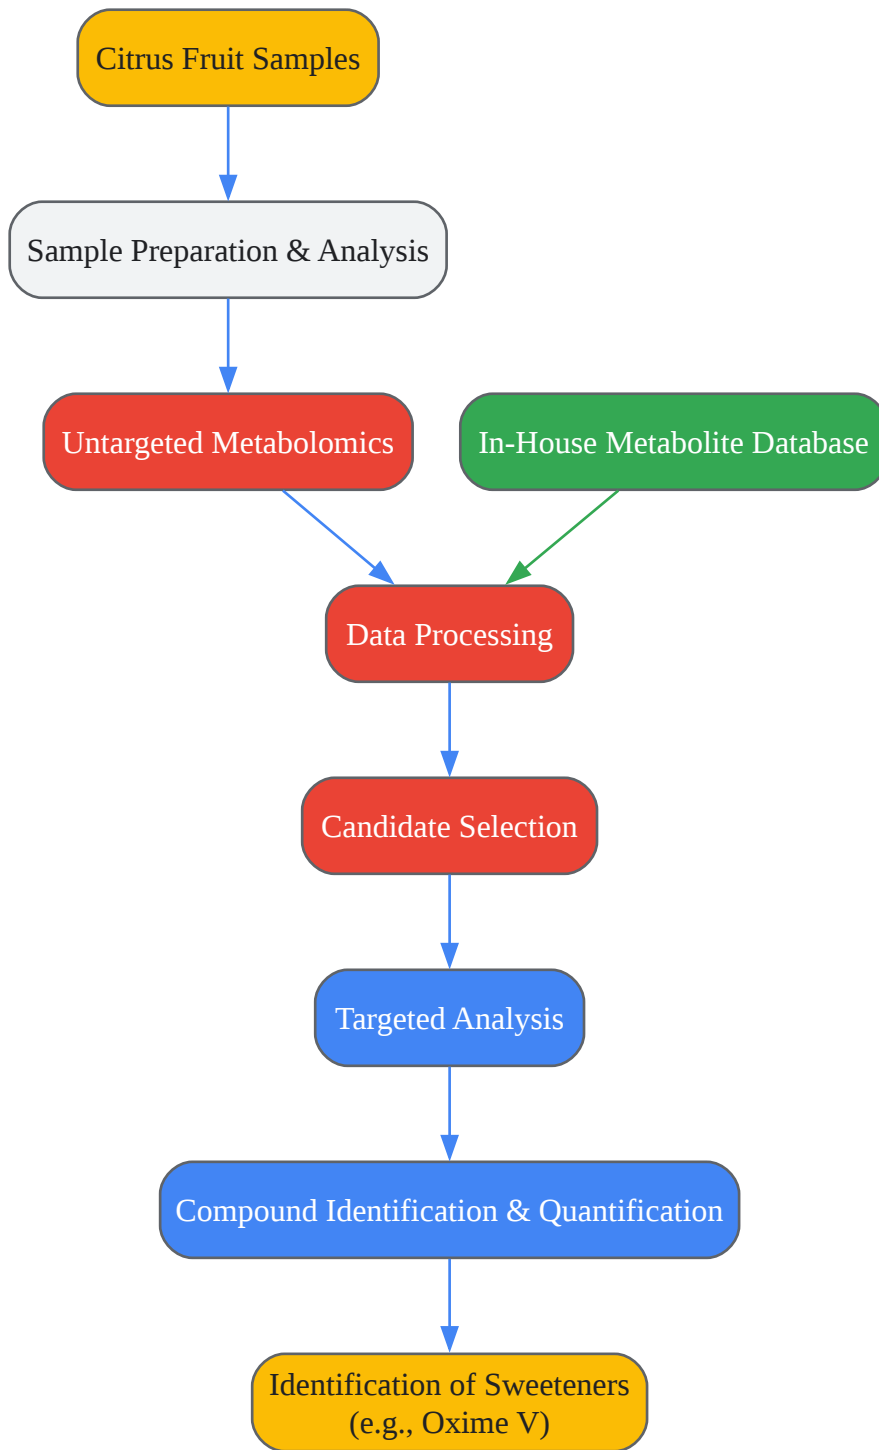 Citrus Fruit Samples
Sample Preparation & Analysis
Untargeted Metabolomics
In-House Metabolite Database
Data Processing
Candidate Selection
Targeted Analysis
Compound Identification & Quantification
Identification of Sweeteners
(e.g., Oxime V)